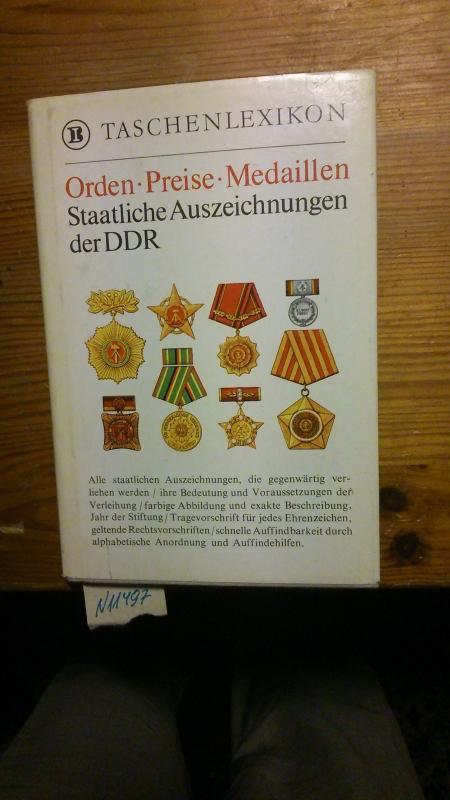 TASCHENLEXIKON
Orden · Preise · Medaillen
Staatliche Auszeichnungen
der DDR
Alle staatlichen Auszeichnungen, die gegenwärtig ver-
liehen werden / ihre Bedeutung und Voraussetzungen der
Verleihung / farbige Abbildung und exakte Beschreibung,
Jahr der Stiftung / Tragevorschrift für jedes Ehrenzeichen,
geltende Rechtsvorschriften / schnelle Auffindbarkeit durch
alphabetische Anordnung und Auffindehilfen.
N11497